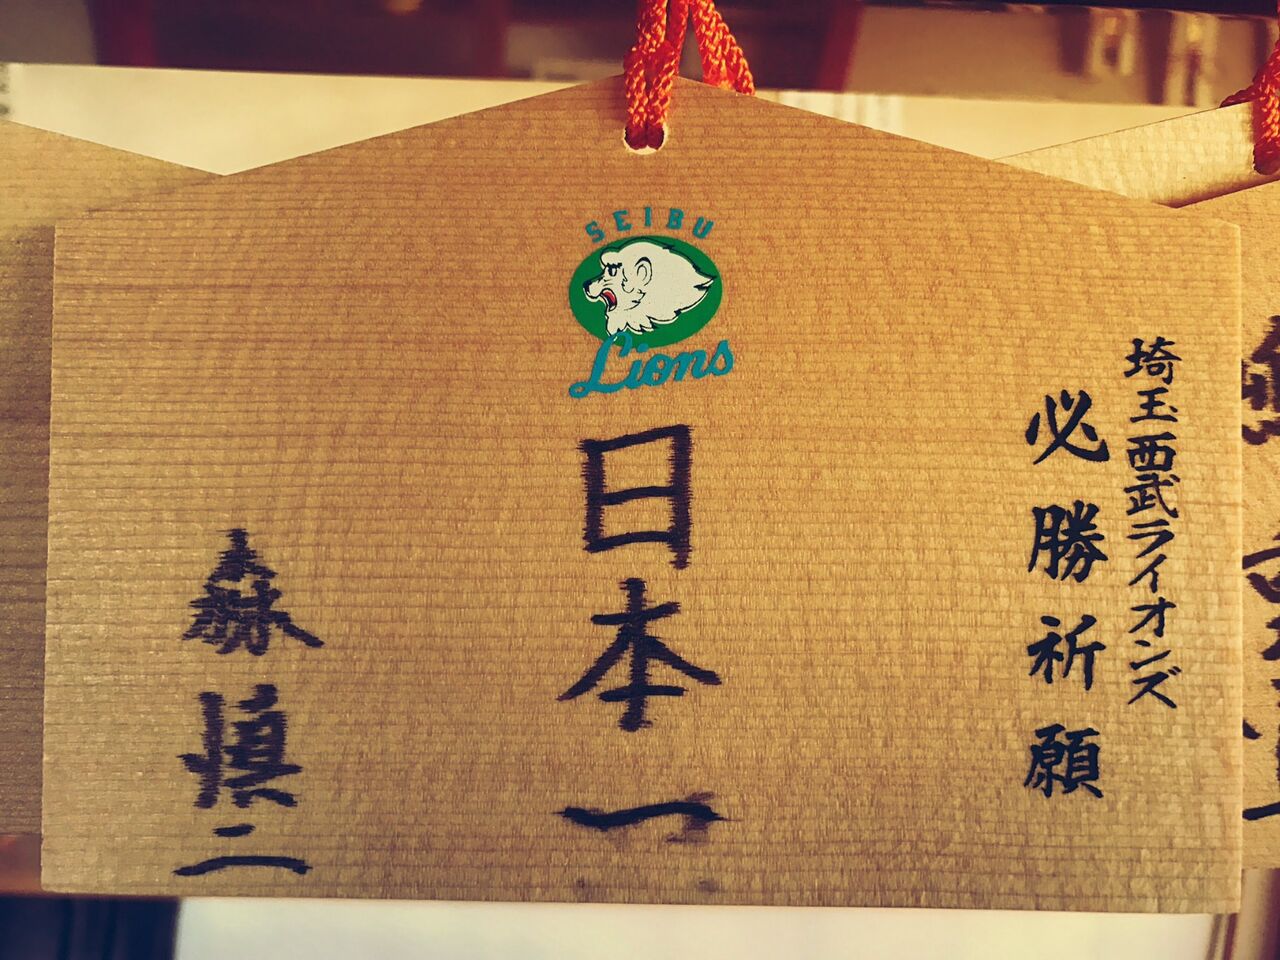 SEIBU
Lions
埼玉西武ライオンズ
必勝祈願
日本一
森慎二